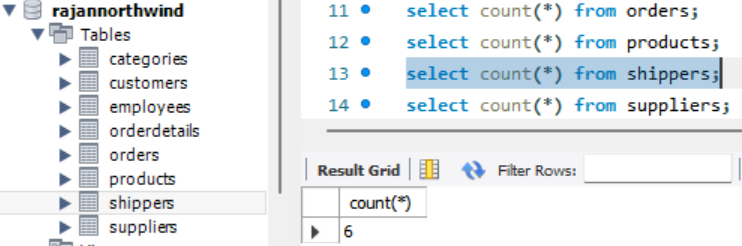 rajannorthwind
Tables
categories
customers
employees
orderdetails
orders
products
shippers
suppliers
11 select count(*) from orders;
12 select count(*) from products;
13 select count(*) from shippers;
14 select count(*) from suppliers;
Result Grid Filter Rows:
count(*)
6